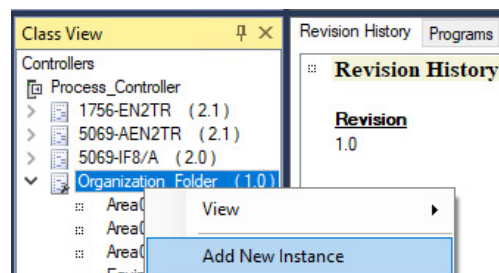 Class View
Controllers
Process_Controller
1756-EN2TR (2.1)
5069-AEN2TR (2.1)
5069-IF8/A (2.0)
Organization_Folder (1.0)
View
Add New Instance
Revision History Programs
Revision History
Revision
1.0